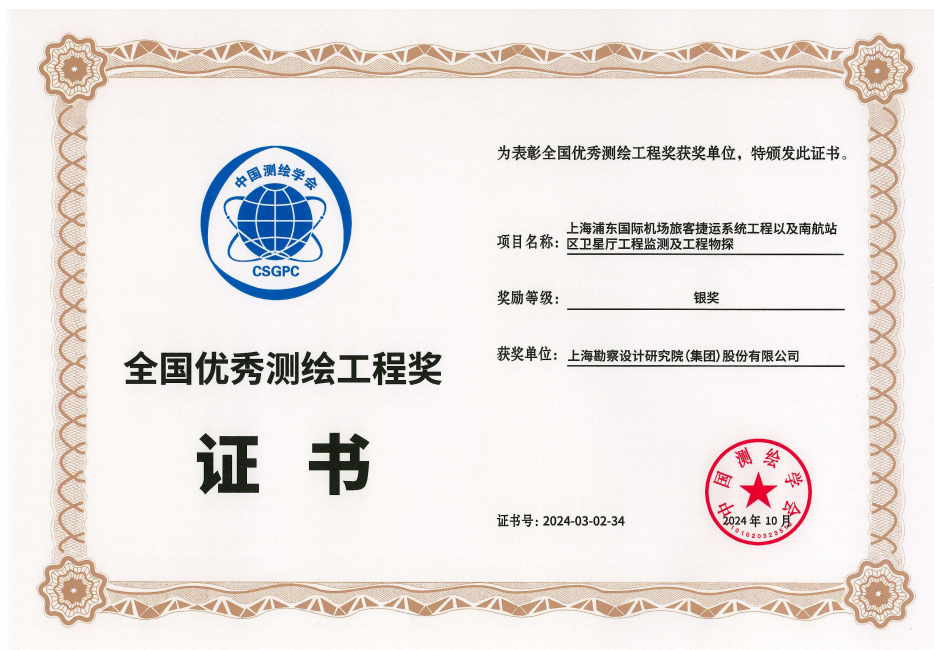 中国测绘学会
CSGPC
全国优秀测绘工程奖
证 书
为表彰全国优秀测绘工程奖获奖单位，特颁发此证书。
项目名称：上海浦东国际机场旅客捷运系统工程以及南航站
区卫星厅工程监测及工程物探
奖励等级：银奖
获奖单位：上海勘察设计研究院(集团)股份有限公司
证书号：2024-03-02-34
中国测绘学会
2024 年 10 月